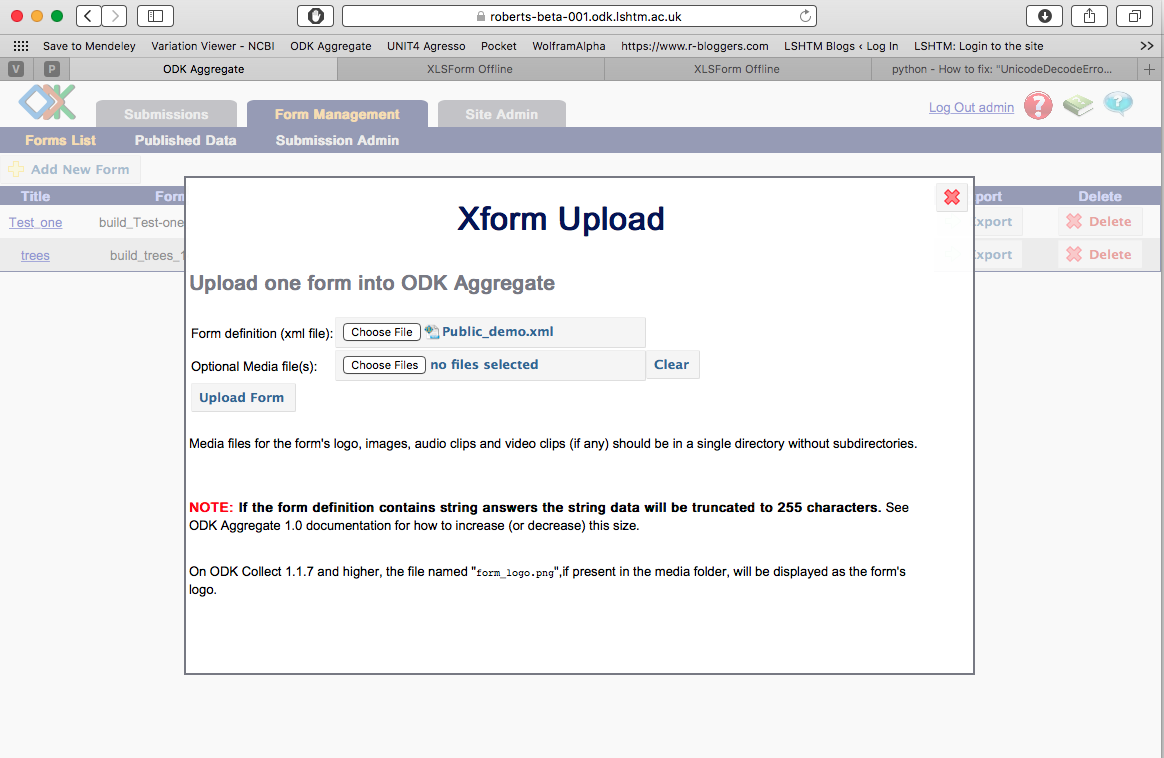 roberts-beta-001.odk.lshtm.ac.uk
Save to Mendeley Variation Viewer - NCBI ODK Aggregate UNIT4 Agresso Pocket WolframAlpha https://www.r-bloggers.com LSHTM Blogs ‹ Log In LSHTM: Login to the site
V P ODK Aggregate XLSForm Offline XLSForm Offline python - How to fix: "UnicodeDecodeErro...
Submissions Form Management Site Admin Log Out admin
Forms List Published Data Submission Admin
Add New Form
Title Form port Delete
Test_one build_Test-one xport Delete
trees build_trees_1 xport Delete
Xform Upload
Upload one form into ODK Aggregate
Form definition (xml file): Choose File Public_demo.xml
Optional Media file(s): Choose Files no files selected Clear
Upload Form
Media files for the form's logo, images, audio clips and video clips (if any) should be in a single directory without subdirectories.
NOTE: If the form definition contains string answers the string data will be truncated to 255 characters. See
ODK Aggregate 1.0 documentation for how to increase (or decrease) this size.
On ODK Collect 1.1.7 and higher, the file named "form_logo.png",if present in the media folder, will be displayed as the form's
logo.